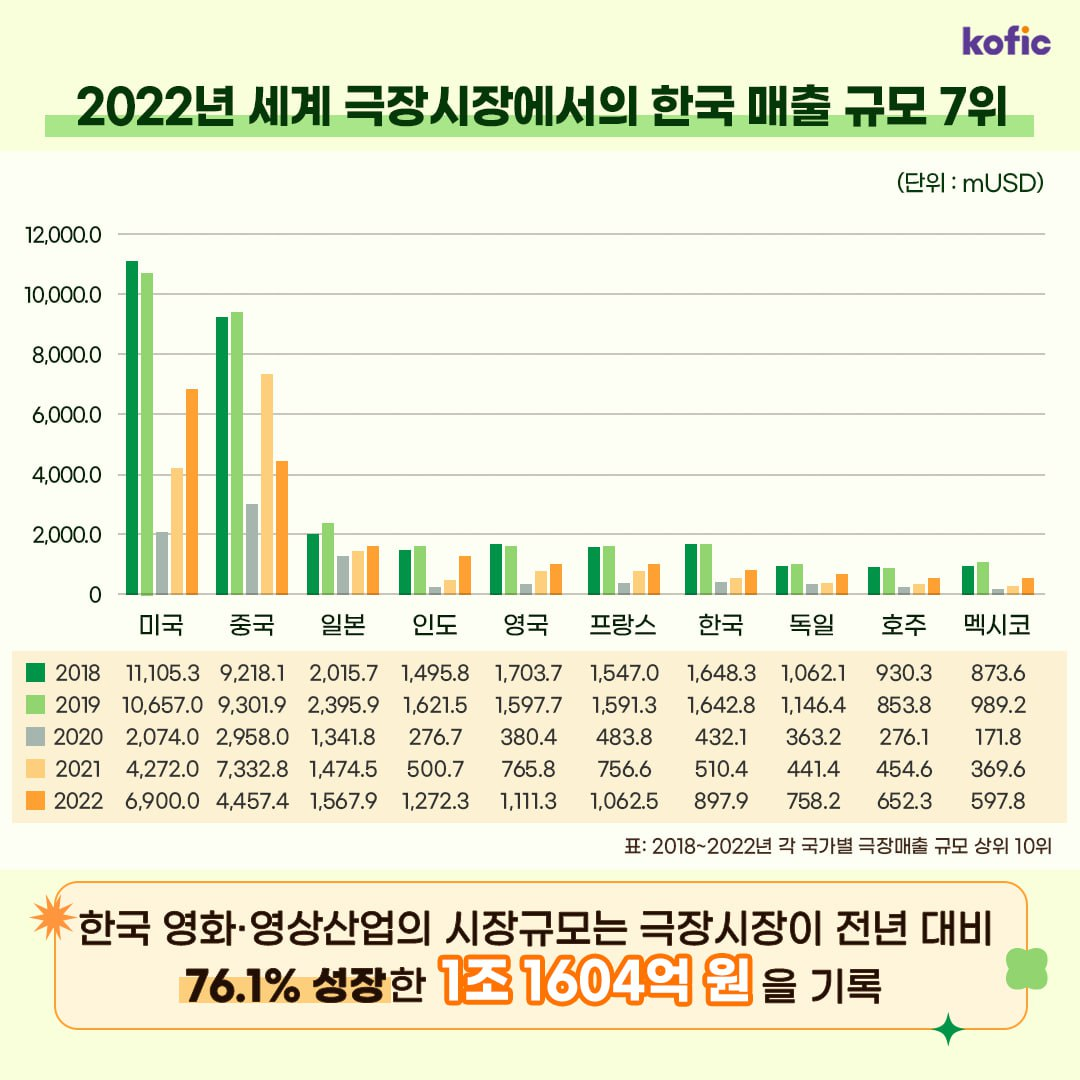 kofic
2022년 세계 극장시장에서의 한국 매출 규모 7위
(단위 : mUSD)
12,000.0
10,000.0
8,000.0
6,000.0
4,000.0
2,000.0
0
미국 중국 일본 인도 영국 프랑스 한국 독일 호주 멕시코
2018 11,105.3 9,218.1 2,015.7 1,495.8 1,703.7 1,547.0 1,648.3 1,062.1 930.3 873.6
2019 10,657.0 9,301.9 2,395.9 1,621.5 1,597.7 1,591.3 1,642.8 1,146.4 853.8 989.2
2020 2,074.0 2,958.0 1,341.8 276.7 380.4 483.8 432.1 363.2 276.1 171.8
2021 4,272.0 7,332.8 1,474.5 500.7 765.8 756.6 510.4 441.4 454.6 369.6
2022 6,900.0 4,457.4 1,567.9 1,272.3 1,111.3 1,062.5 897.9 758.2 652.3 597.8
표: 2018~2022년 각 국가별 극장매출 규모 상위 10위
한국 영화·영상산업의 시장규모는 극장시장이 전년 대비
76.1% 성장한 1조 1604억 원을 기록